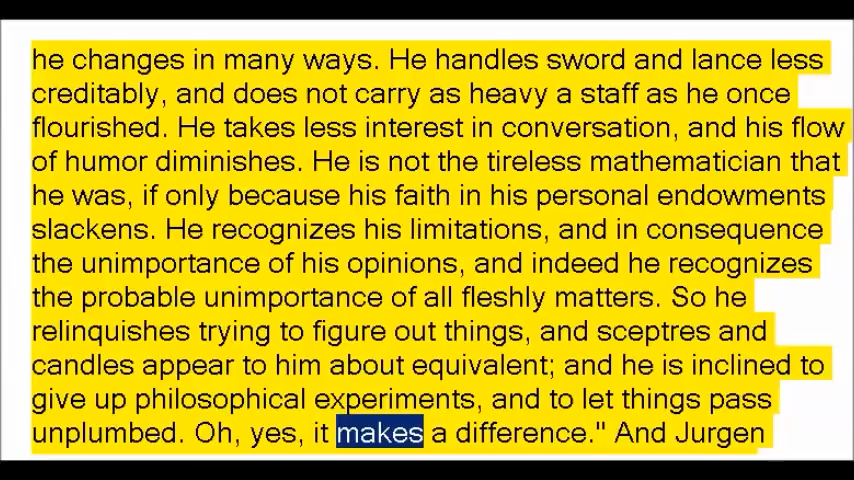 he changes in many ways. He handles sword and lance less
creditably, and does not carry as heavy a staff as he once
flourished. He takes less interest in conversation, and his flow
of humor diminishes. He is not the tireless mathematician that
he was, if only because his faith in his personal endowments
slackens. He recognizes his limitations, and in consequence
the unimportance of his opinions, and indeed he recognizes
the probable unimportance of all fleshly matters. So he
relinquishes trying to figure out things, and sceptres and
candles appear to him about equivalent; and he is inclined to
give up philosophical experiments, and to let things pass
unplumbed. Oh, yes, it makes a difference." And Jurgen